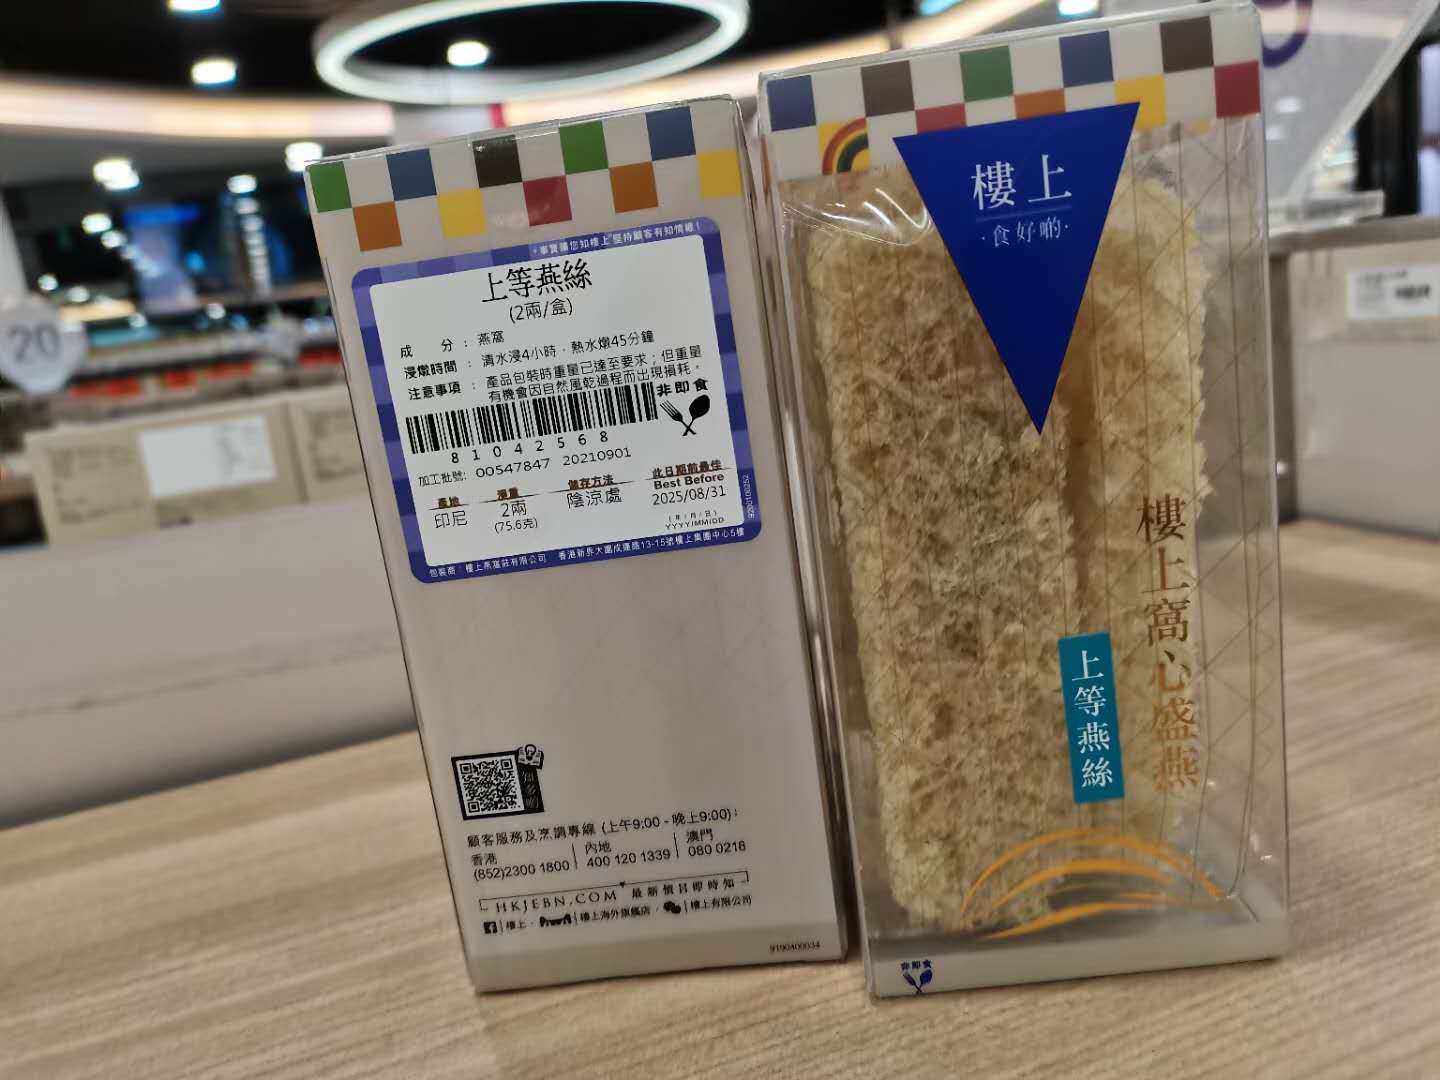 20
·事實讓您知樓上"堅持顧客有知情權!
上等燕絲
(2兩/盒)
成 分:燕窩
浸燉時間:清水浸4小時,熱水燉45分鐘
注意事項:產品包裝時重量已達至要求;但重量
有機會因自然風乾過程而出現損耗。
非即食
81042568
加工批號: 00547847 20210901
產地 淨重 儲存方法 此日期前最佳
Best Before
印尼 2兩 陰涼處 2025/08/31
(75.6克)
(年/月/日)
YYYY/MM/DD
包裝商:樓上燕窩莊有限公司 香港新界大圍成運路13-15號樓上集團中心5樓
顧客服務及烹調專線 (上午9:00 - 晚上9:00):
香港 內地 澳門
(852)2300 1800 400 120 1339 080 0218
HKJEBN.COM 最新價目即時知
樓上· 樓上海外旗艦店· 樓上有限公司
9190400034
樓上
·食好啲·
樓上窩心盛燕
上等燕絲
非即食